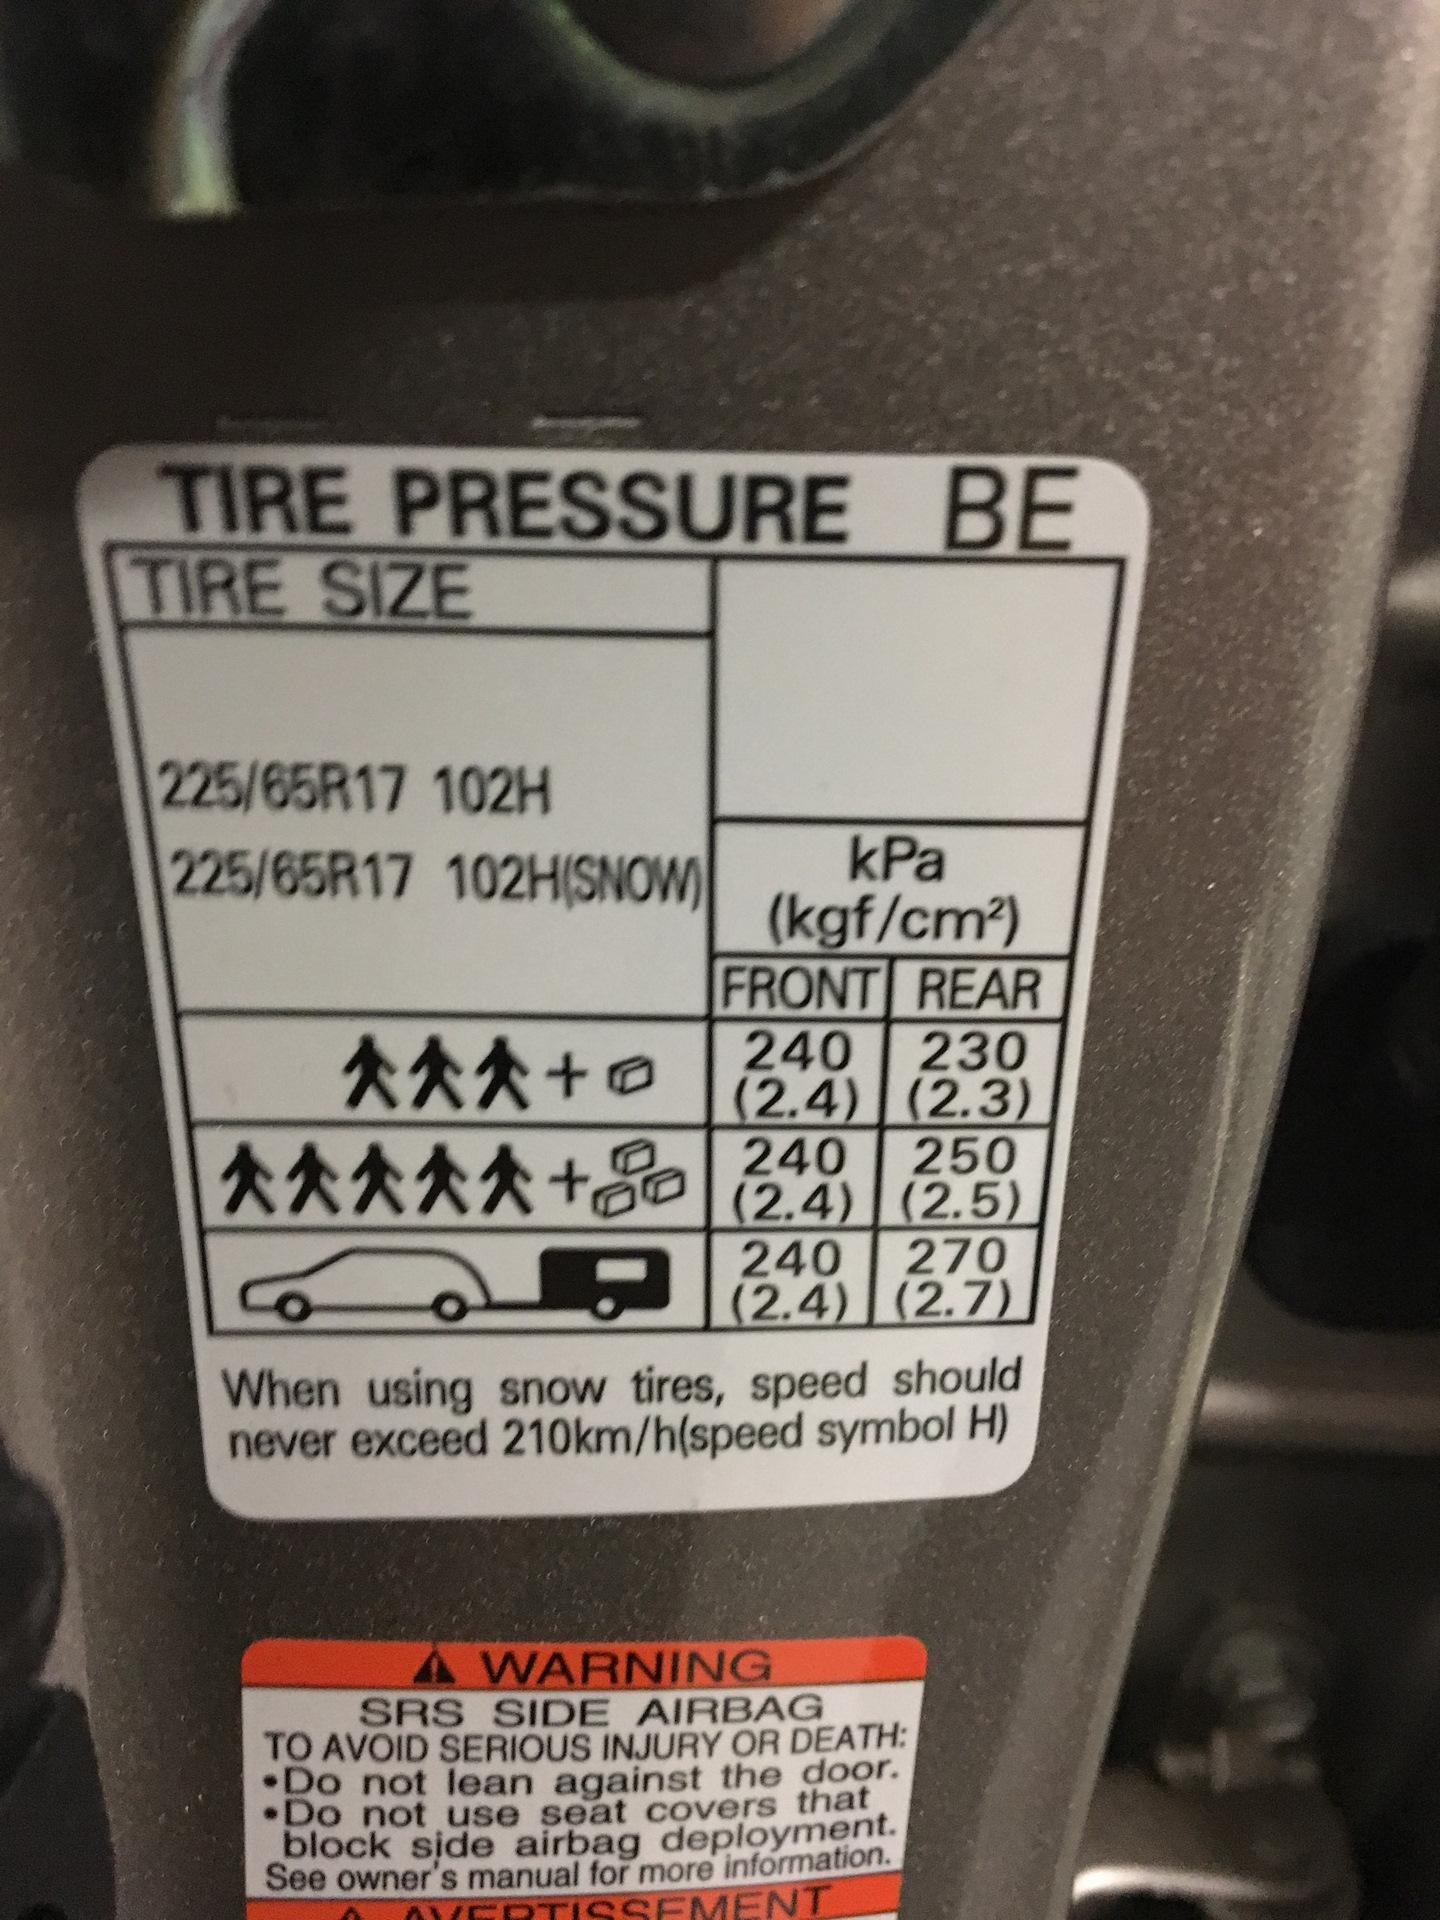 TIRE PRESSURE BE
TIRE SIZE
225/65R17 102H
225/65R17 102H(SNOW)
kPa
(kgf/cm²)
FRONT REAR
+ 240 230
(2.4) (2.3)
+ 240 250
(2.4) (2.5)
240 270
(2.4) (2.7)
When using snow tires, speed should
never exceed 210km/h(speed symbol H)
WARNING
SRS SIDE AIRBAG
TO AVOID SERIOUS INJURY OR DEATH:
•Do not lean against the door.
•Do not use seat covers that
block side airbag deployment.
See owner's manual for more information.
AVERTISSEMENT